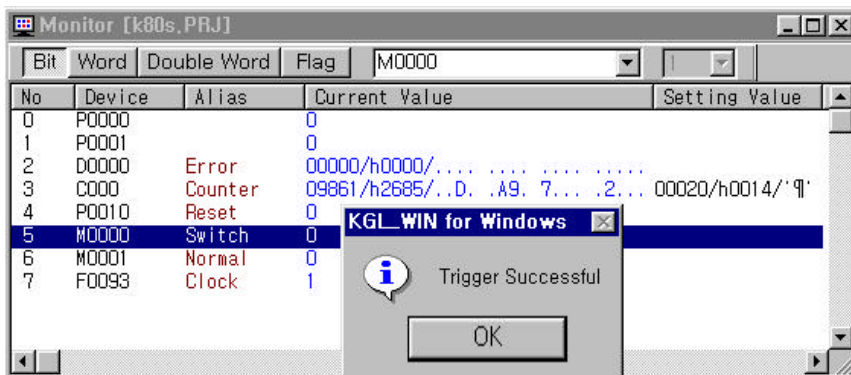 Monitor [k80s.PRJ]
Bit Word Double Word Flag M0000 1
No Device Alias Current Value Setting Value
0 P0000 0
1 P0001 0
2 D0000 Error 00000/h0000/.... .... .... .....
3 C000 Counter 09861/h2685/..D. .A9. 7... .2... 00020/h0014/'¶'
4 P0010 Reset 0
5 M0000 Switch 0
6 M0001 Normal 0
7 F0093 Clock 1
KGL_WIN for Windows
Trigger Successful
OK